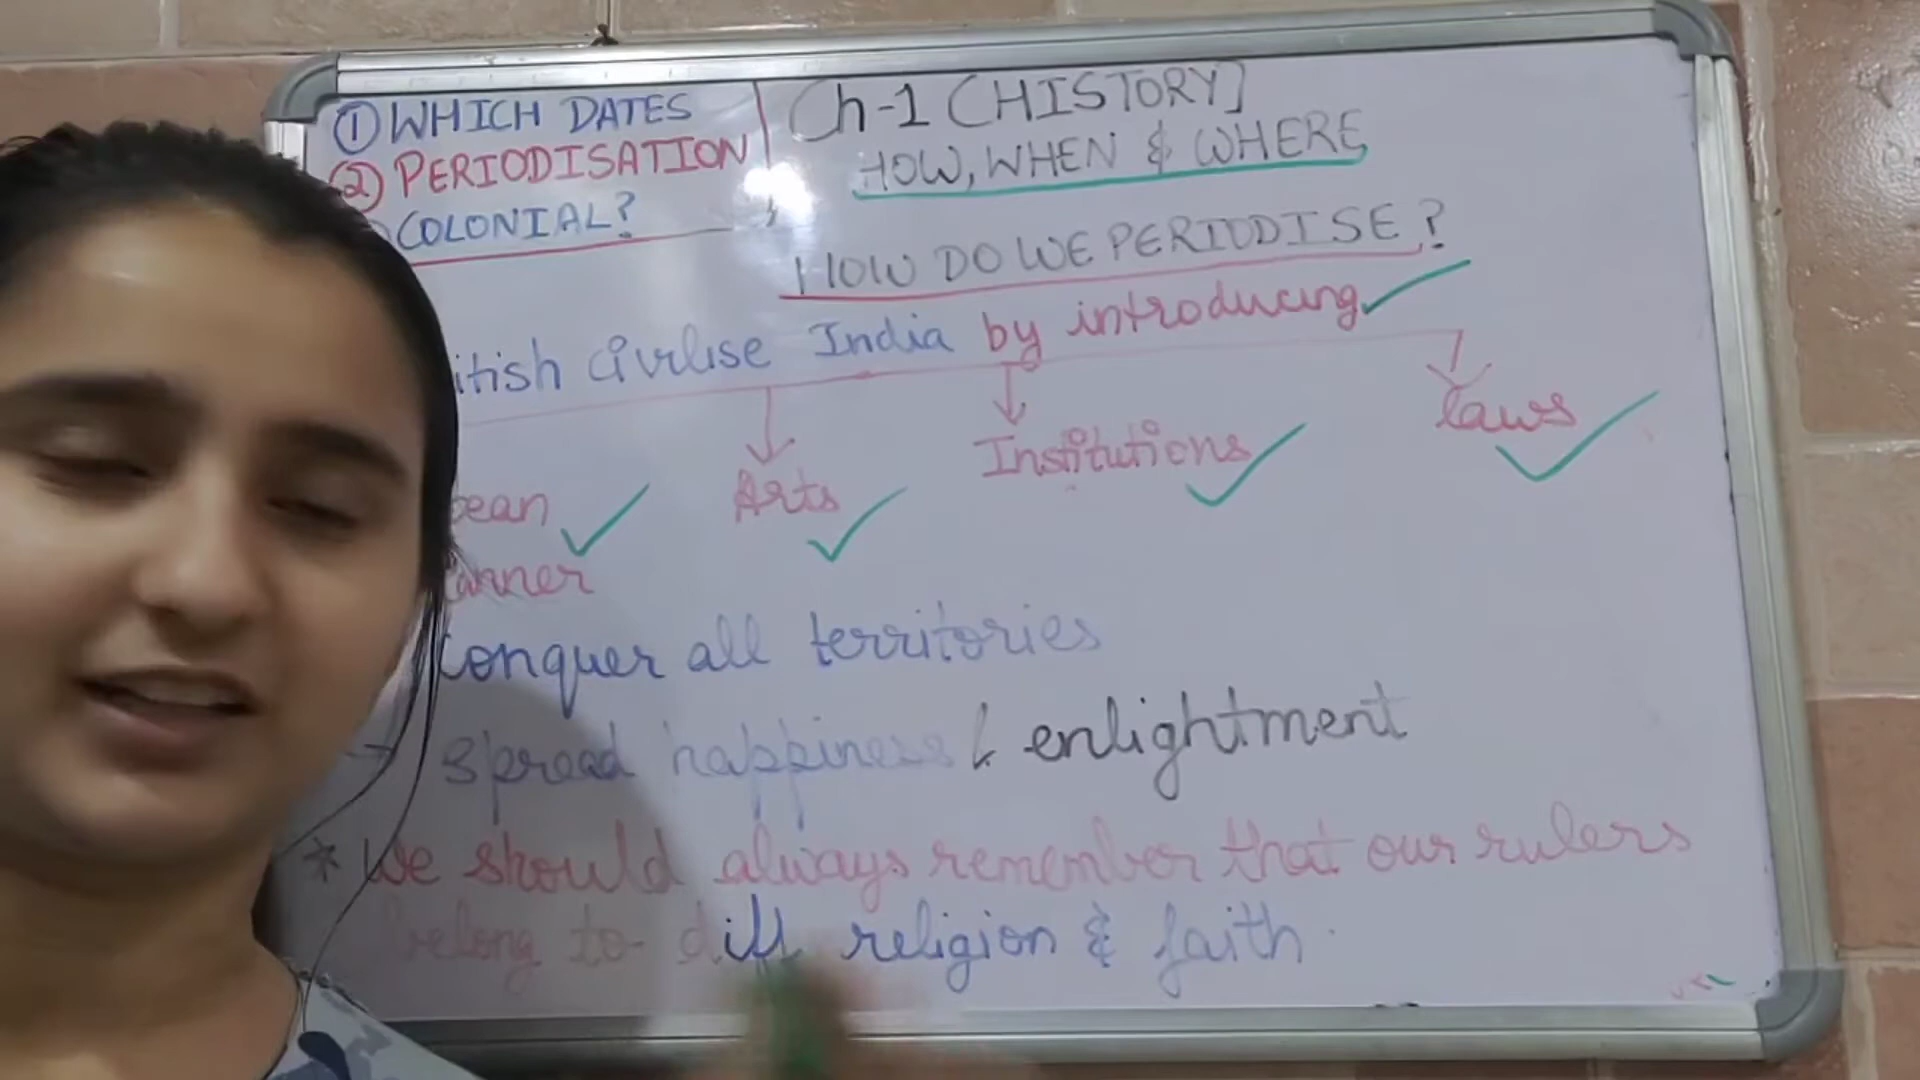 ① WHICH DATES
② PERIODISATION
COLONIAL?
Ch-1 (HISTORY]
HOW, WHEN & WHERE
HOW DO WE PERIODISE?
itish civilise India by introducing
pean
anner
Arts
Institutions
laws
Conquer all territories
→ spread happiness & enlightment
* We should always remember that our rulers
belong to diff religion & faith.